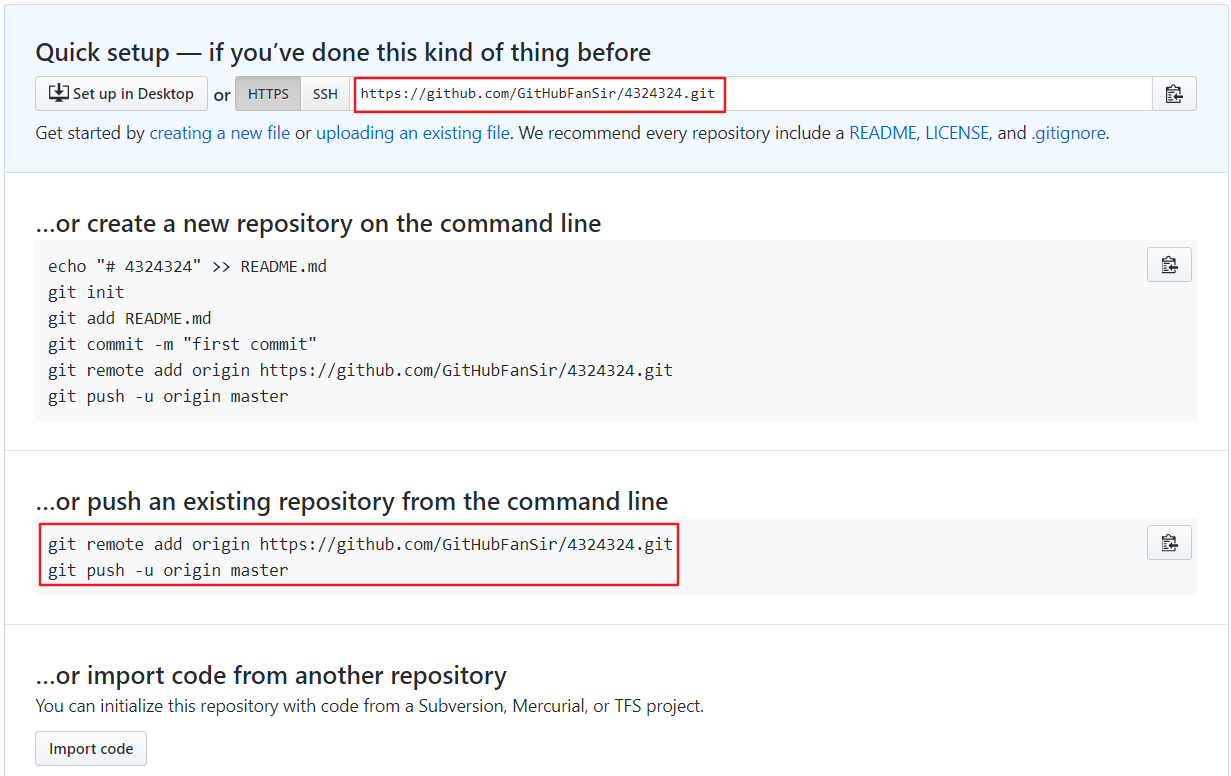 Quick setup — if you’ve done this kind of thing before
Set up in Desktop or HTTPS SSH https://github.com/GitHubFanSir/4324324.git
Get started by creating a new file or uploading an existing file. We recommend every repository include a README, LICENSE, and .gitignore.
…or create a new repository on the command line
echo "# 4324324" >> README.md
git init
git add README.md
git commit -m "first commit"
git remote add origin https://github.com/GitHubFanSir/4324324.git
git push -u origin master
…or push an existing repository from the command line
git remote add origin https://github.com/GitHubFanSir/4324324.git
git push -u origin master
…or import code from another repository
You can initialize this repository with code from a Subversion, Mercurial, or TFS project.
Import code